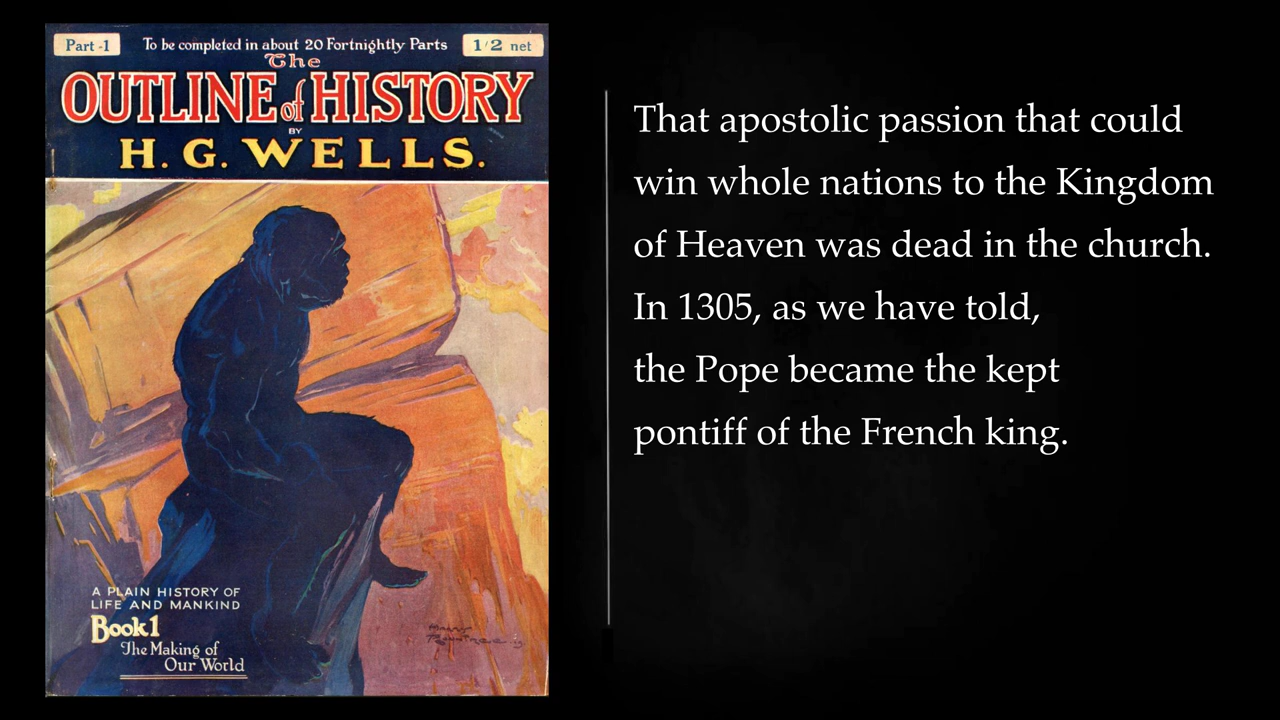 Part -1
To be completed in about 20 Fortnightly Parts
1/2 net
The
OUTLINE of HISTORY
BY
H. G. WELLS.
That apostolic passion that could
win whole nations to the Kingdom
of Heaven was dead in the church.
In 1305, as we have told,
the Pope became the kept
pontiff of the French king.
A PLAIN HISTORY OF
LIFE AND MANKIND
Book 1
The Making of
Our World